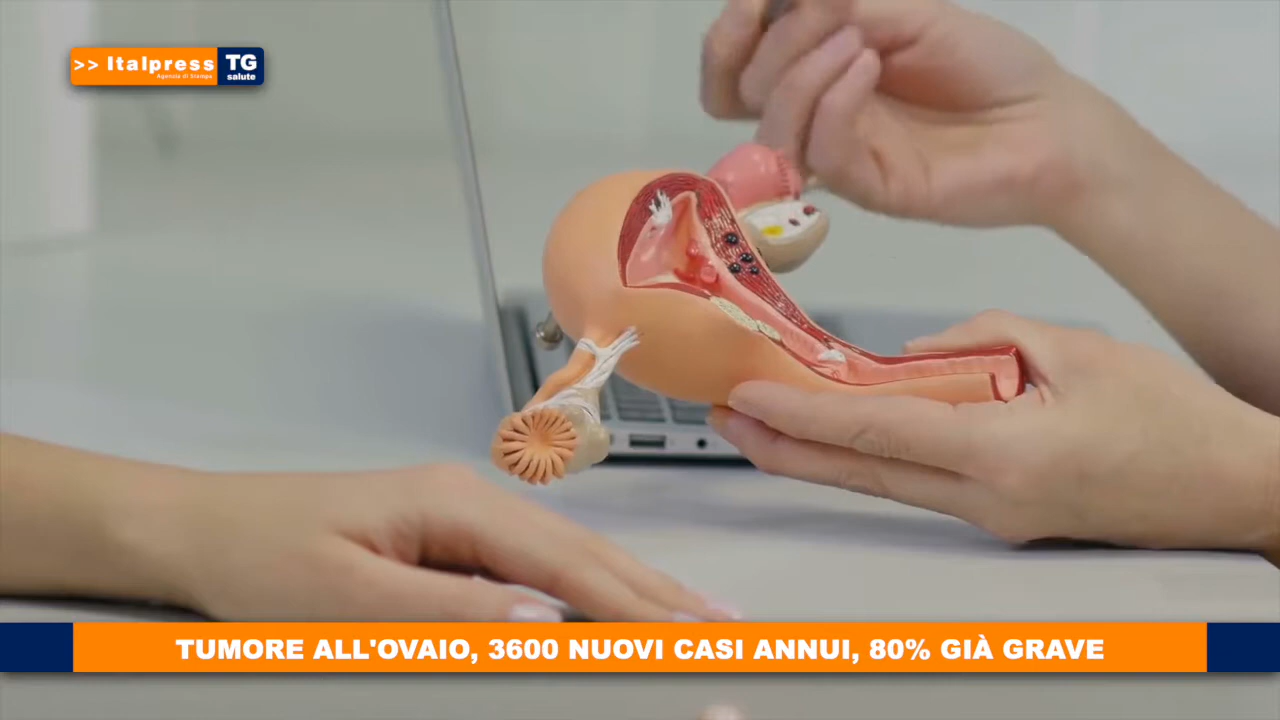 >> Italpress
Agenzia di Stampa
TG
salute
TUMORE ALL'OVAIO, 3600 NUOVI CASI ANNUI, 80% GIÀ GRAVE